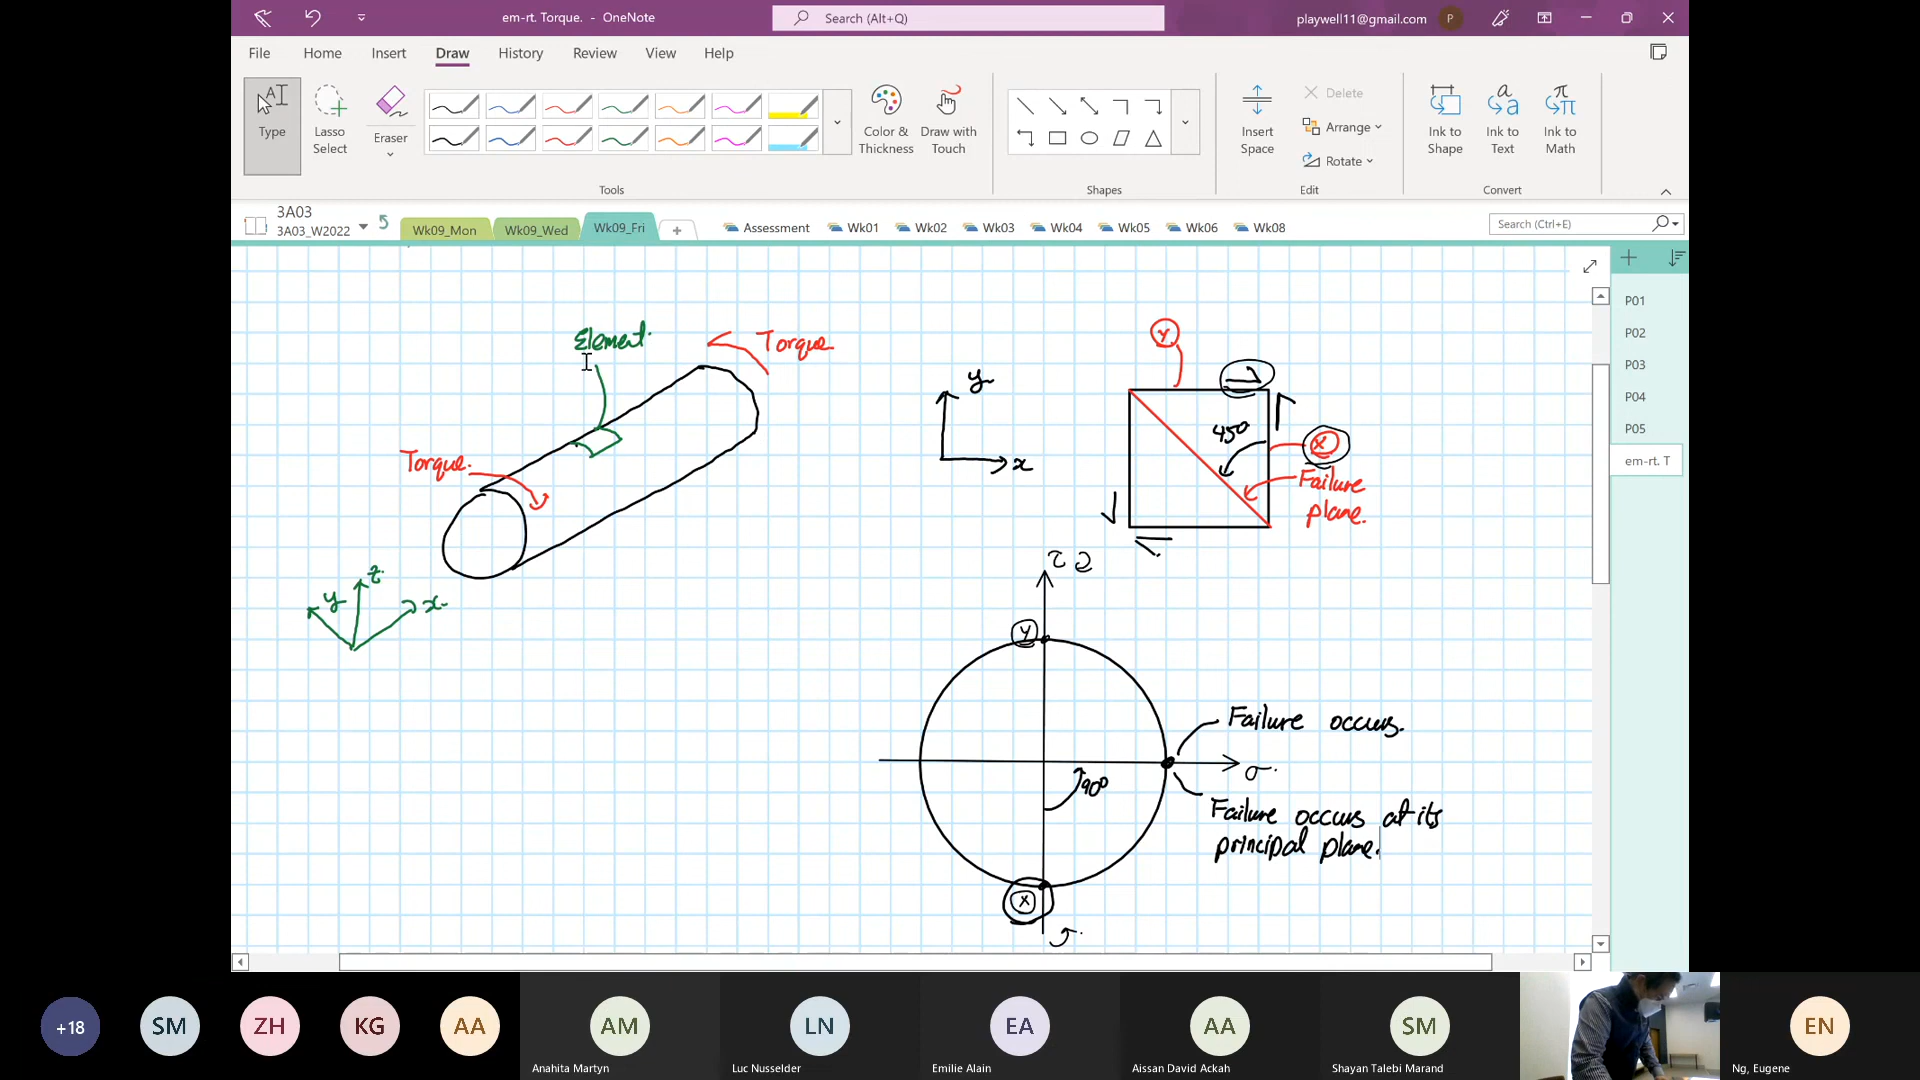 em-rt. Torque. - OneNote
Search (Alt+Q)
playwell11@gmail.com
P
File
Home
Insert
Draw
History
Review
View
Help
Type
Lasso
Select
Eraser
Color &
Thickness
Draw with
Touch
Insert
Space
Delete
Arrange
Rotate
Ink to
Shape
Ink to
Text
Ink to
Math
Tools
Shapes
Edit
Convert
3A03
3A03_W2022
Wk09_Mon
Wk09_Wed
Wk09_Fri
Assessment
Wk01
Wk02
Wk03
Wk04
Wk05
Wk06
Wk08
Search (Ctrl+E)
P01
P02
P03
P04
P05
em-rt. T
Element.
Torque
Torque.
z
y
x
y
x
Y
45°
X
Failure
plane.
τ
Y
Failure occurs.
90°
σ
Failure occurs at its
principal plane.
X
+18
SM
ZH
KG
AA
AM
Anahita Martyn
LN
Luc Nusselder
EA
Emilie Alain
AA
Aissan David Ackah
SM
Shayan Talebi Marand
EN
Ng, Eugene